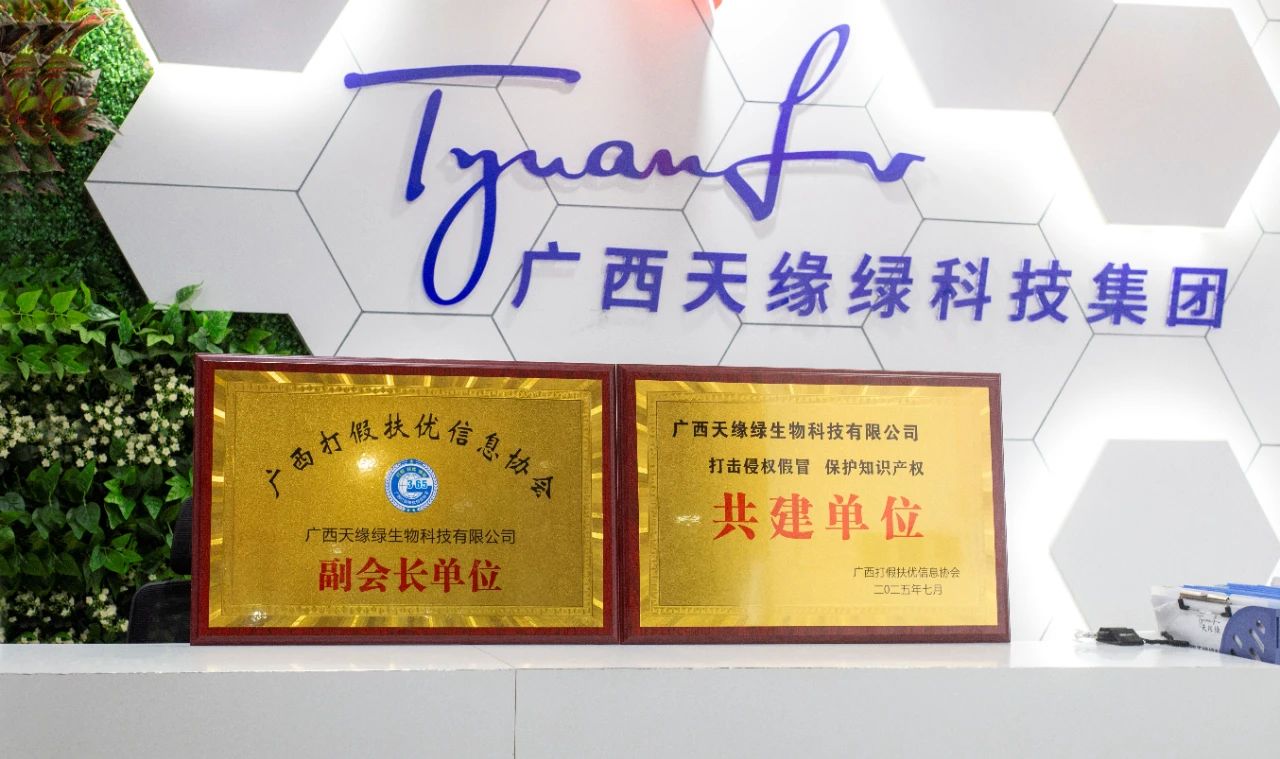 TyuanLv
广西天缘绿科技集团
广西打假扶优信息协会
365
广西天缘绿生物科技有限公司
副会长单位
广西天缘绿生物科技有限公司
打击侵权假冒 保护知识产权
共建单位
广西打假扶优信息协会
二〇二五年七月
天缘绿